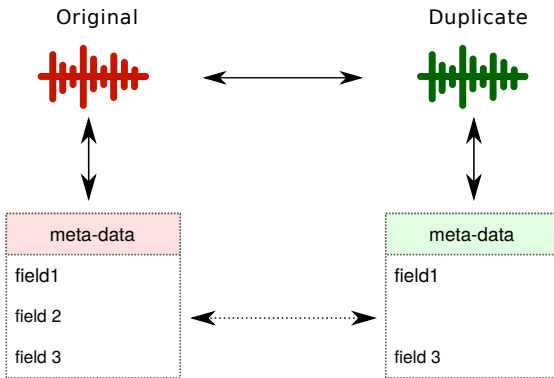 Original
Duplicate
meta-data
field1
field 2
field 3
meta-data
field1
field 3